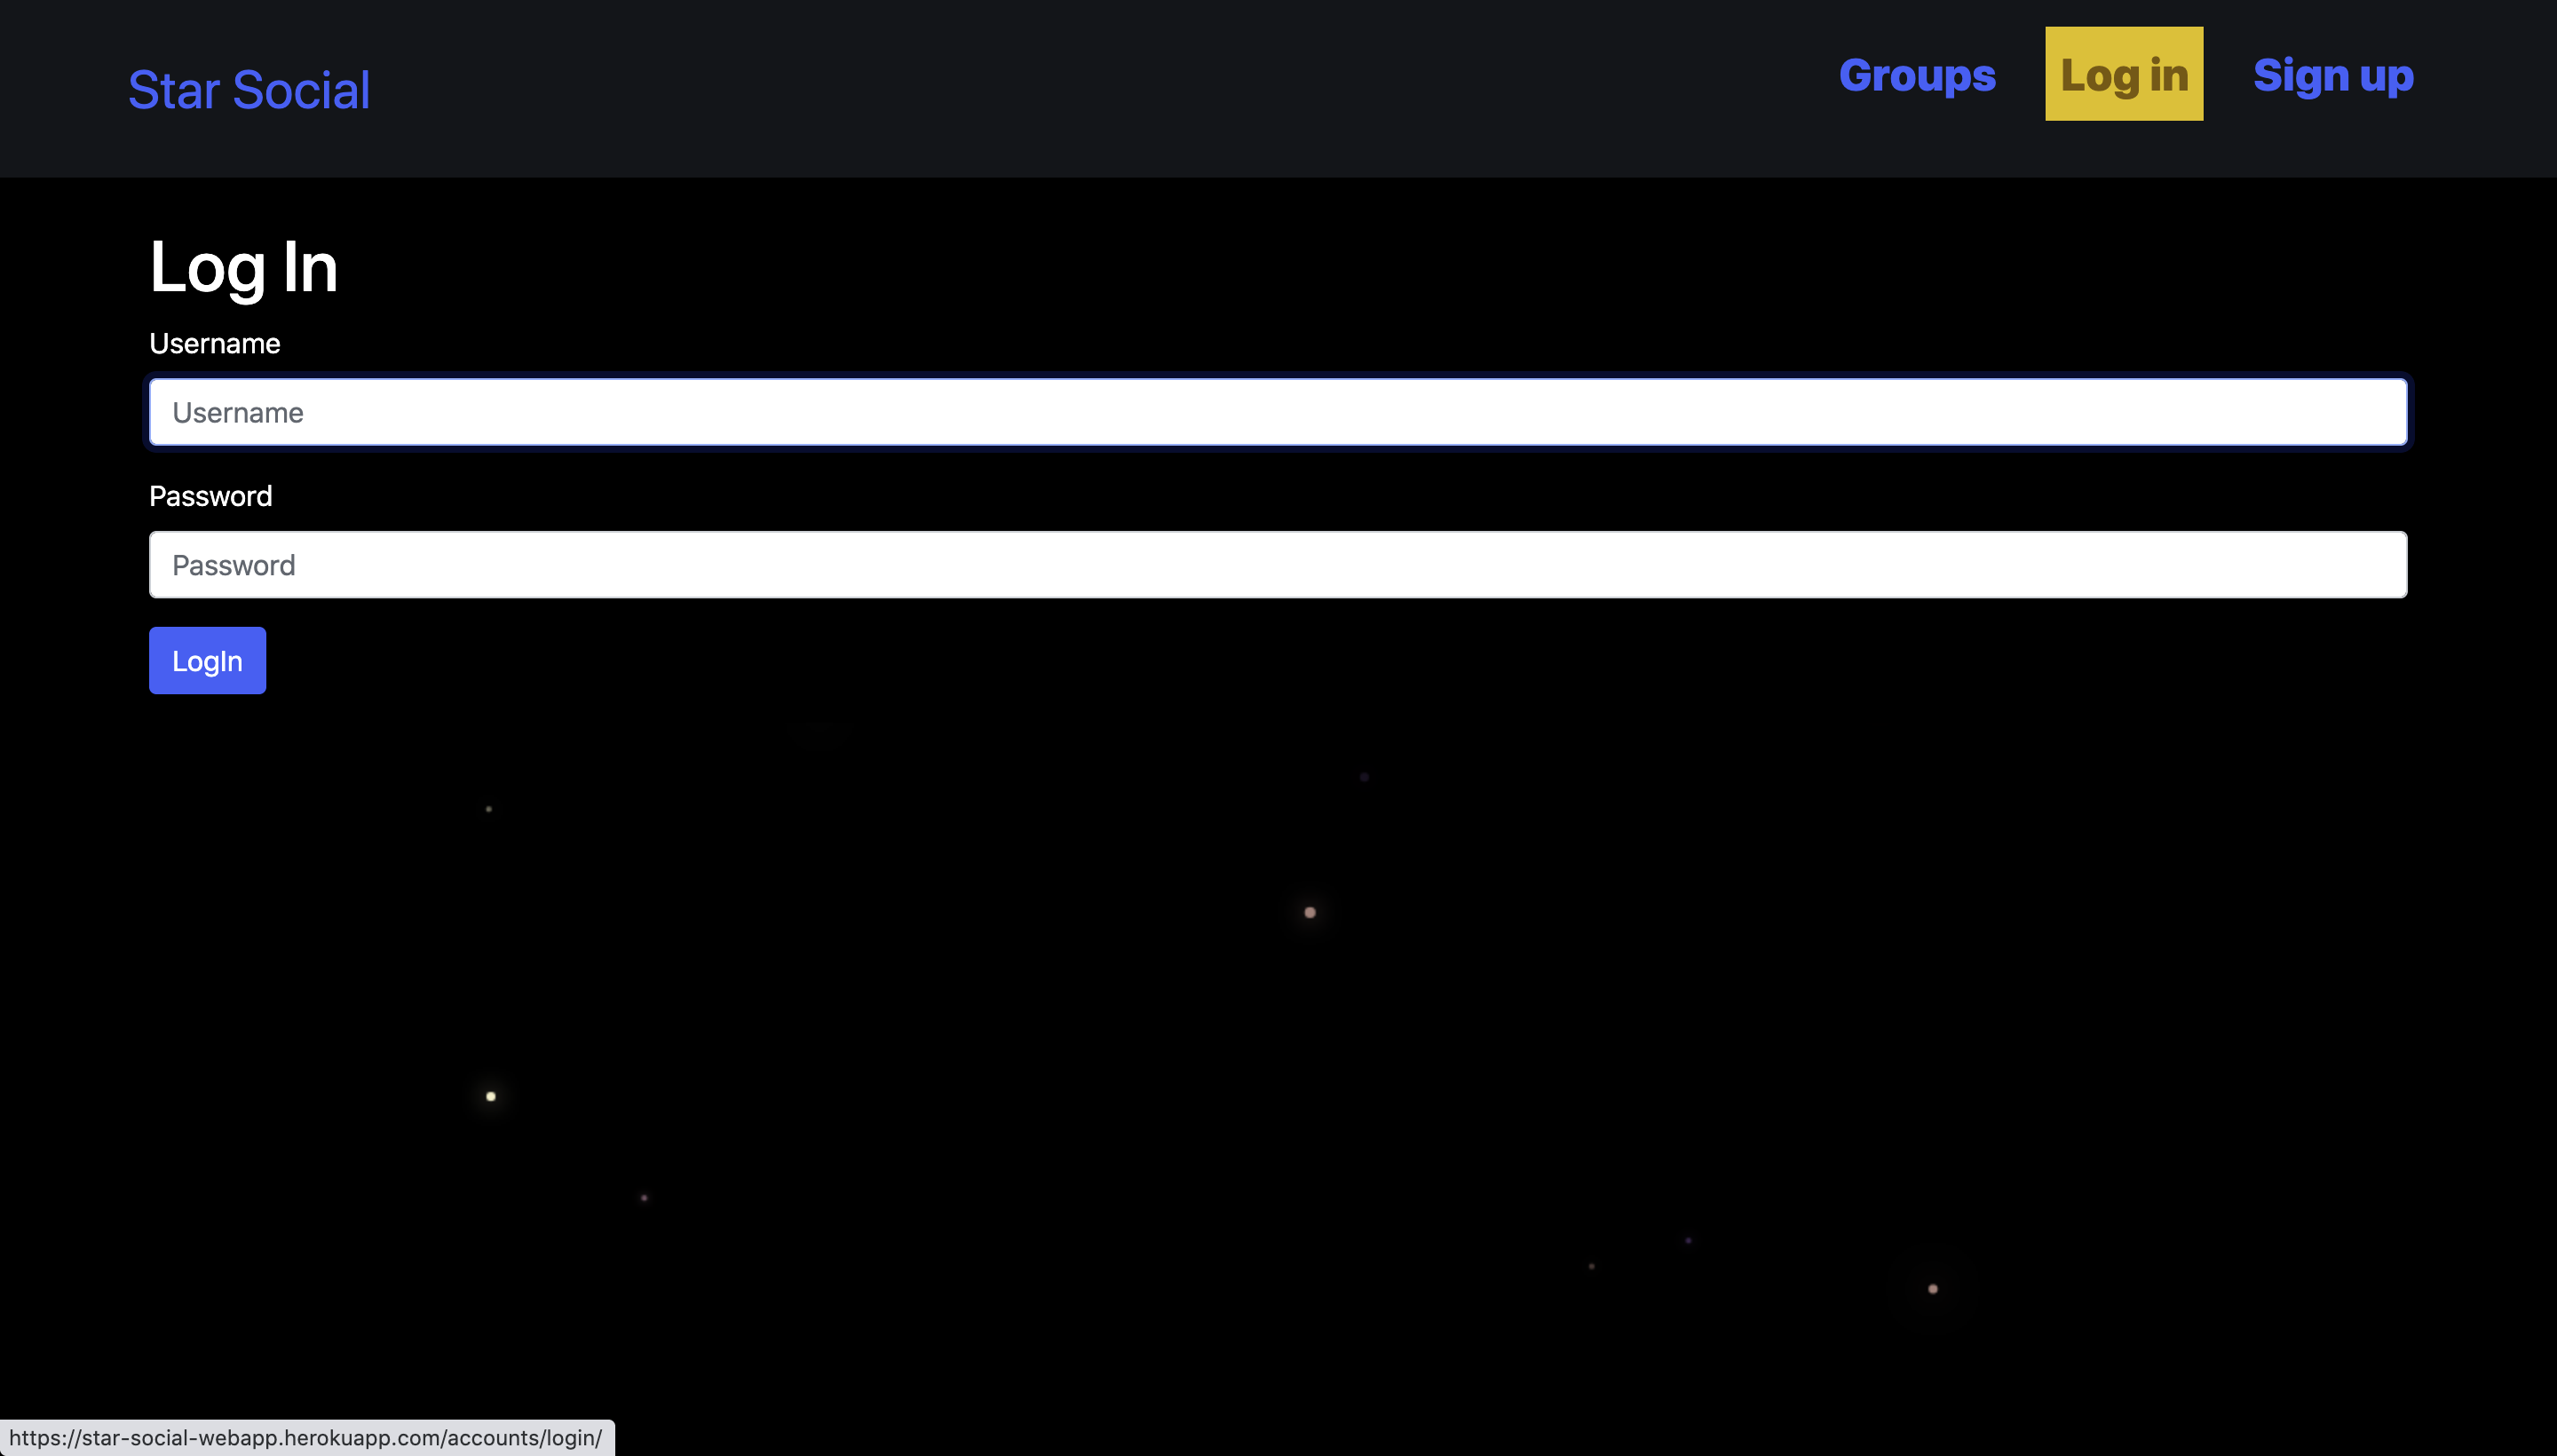 Star Social
Groups
Log in
Sign up
Log In
Username
Username
Password
Password
LogIn
https://star-social-webapp.herokuapp.com/accounts/login/